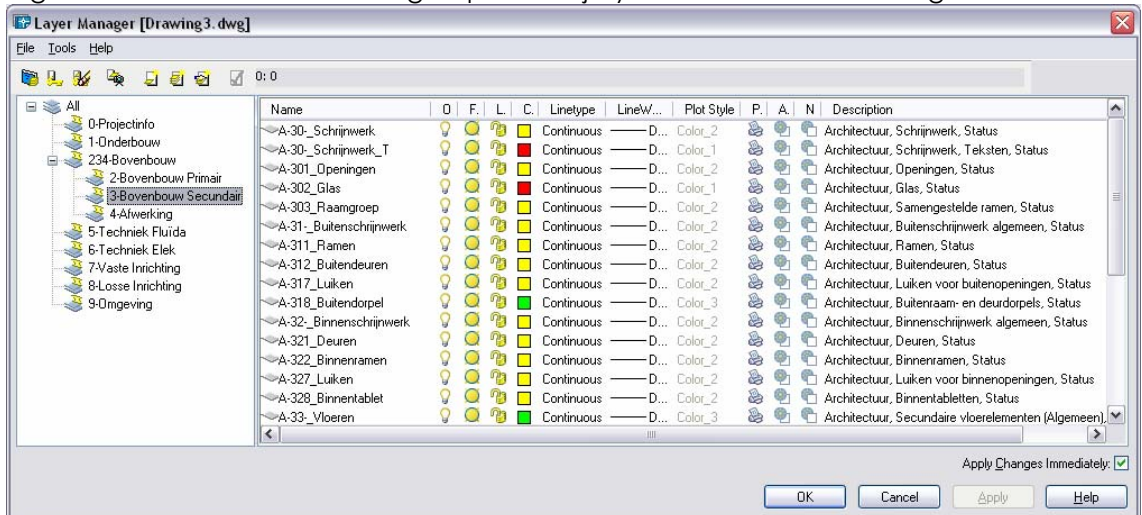 Layer Manager [Drawing3.dwg]
File Tools Help
0: 0
All
0-Projectinfo
1-Onderbouw
234-Bovenbouw
2-Bovenbouw Primair
3-Bovenbouw Secundair
4-Afwerking
5-Techniek Fluïda
6-Techniek Elek
7-Vaste Inrichting
8-Losse Inrichting
9-Omgeving
Name O F. L. C. Linetype LineW... Plot Style P. A. N Description
A-30-_Schrijnwerk Continuous D... Color_2 Architectuur, Schrijnwerk, Status
A-30-_Schrijnwerk_T Continuous D... Color_1 Architectuur, Schrijnwerk, Teksten, Status
A-301_Openingen Continuous D... Color_2 Architectuur, Openingen, Status
A-302_Glas Continuous D... Color_1 Architectuur, Glas, Status
A-303_Raamgroep Continuous D... Color_2 Architectuur, Samengestelde ramen, Status
A-31-_Buitenschrijnwerk Continuous D... Color_2 Architectuur, Buitenschrijnwerk algemeen, Status
A-311_Ramen Continuous D... Color_2 Architectuur, Ramen, Status
A-312_Buitendeuren Continuous D... Color_2 Architectuur, Buitendeuren, Status
A-317_Luiken Continuous D... Color_2 Architectuur, Luiken voor buitenopeningen, Status
A-318_Buitendorpel Continuous D... Color_3 Architectuur, Buitenraam- en deurdorpels, Status
A-32-_Binnenschrijnwerk Continuous D... Color_2 Architectuur, Binnenschrijnwerk algemeen, Status
A-321_Deuren Continuous D... Color_2 Architectuur, Deuren, Status
A-322_Binnenramen Continuous D... Color_2 Architectuur, Binnenramen, Status
A-327_Luiken Continuous D... Color_2 Architectuur, Luiken voor binnenopeningen, Status
A-328_Binnentablet Continuous D... Color_2 Architectuur, Binnentabletten, Status
A-33-_Vloeren Continuous D... Color_3 Architectuur, Secundaire vloerelementen (Algemeen),
Apply Changes Immediately:
OK Cancel Apply Help